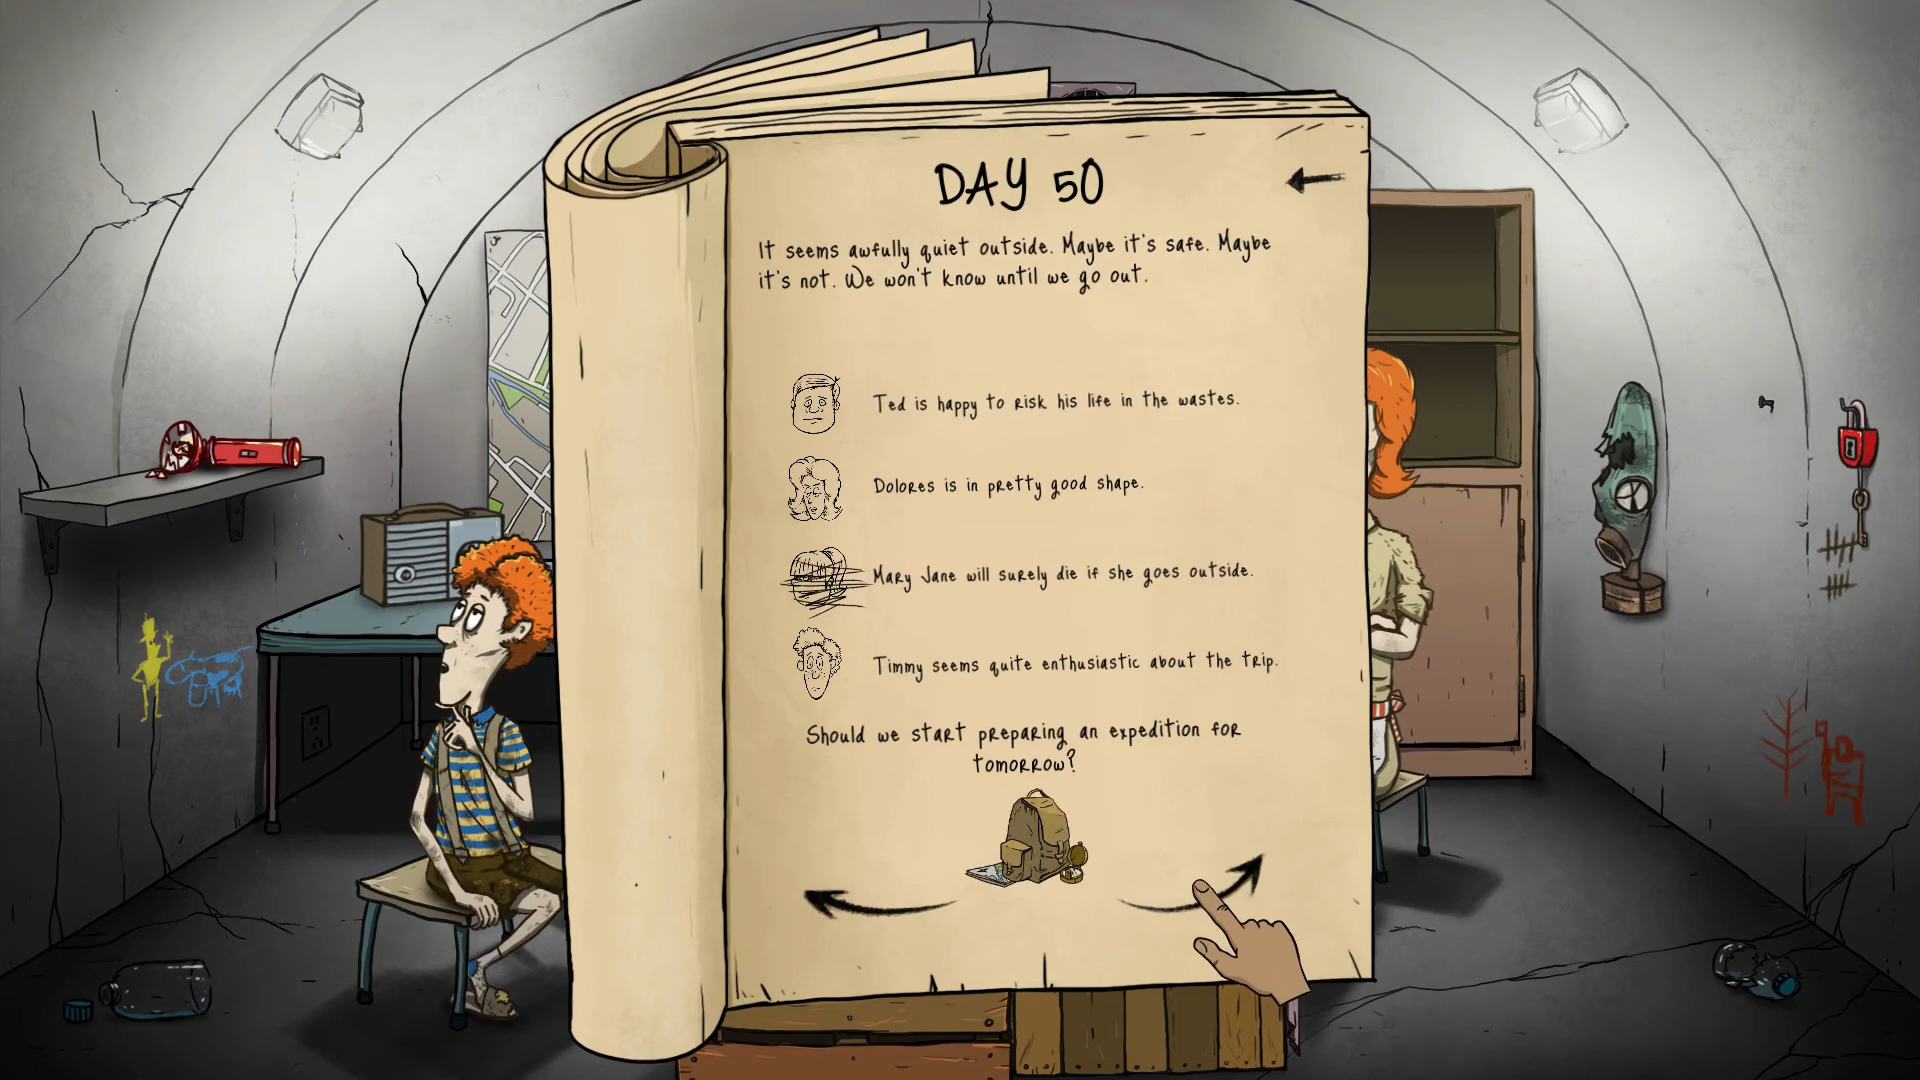 DAY 50
It seems awfully quiet outside. Maybe it's safe. Maybe
it's not. We won't know until we go out.
Ted is happy to risk his life in the wastes.
Dolores is in pretty good shape.
Mary Jane will surely die if she goes outside.
Timmy seems quite enthusiastic about the trip.
Should we start preparing an expedition for
tomorrow?